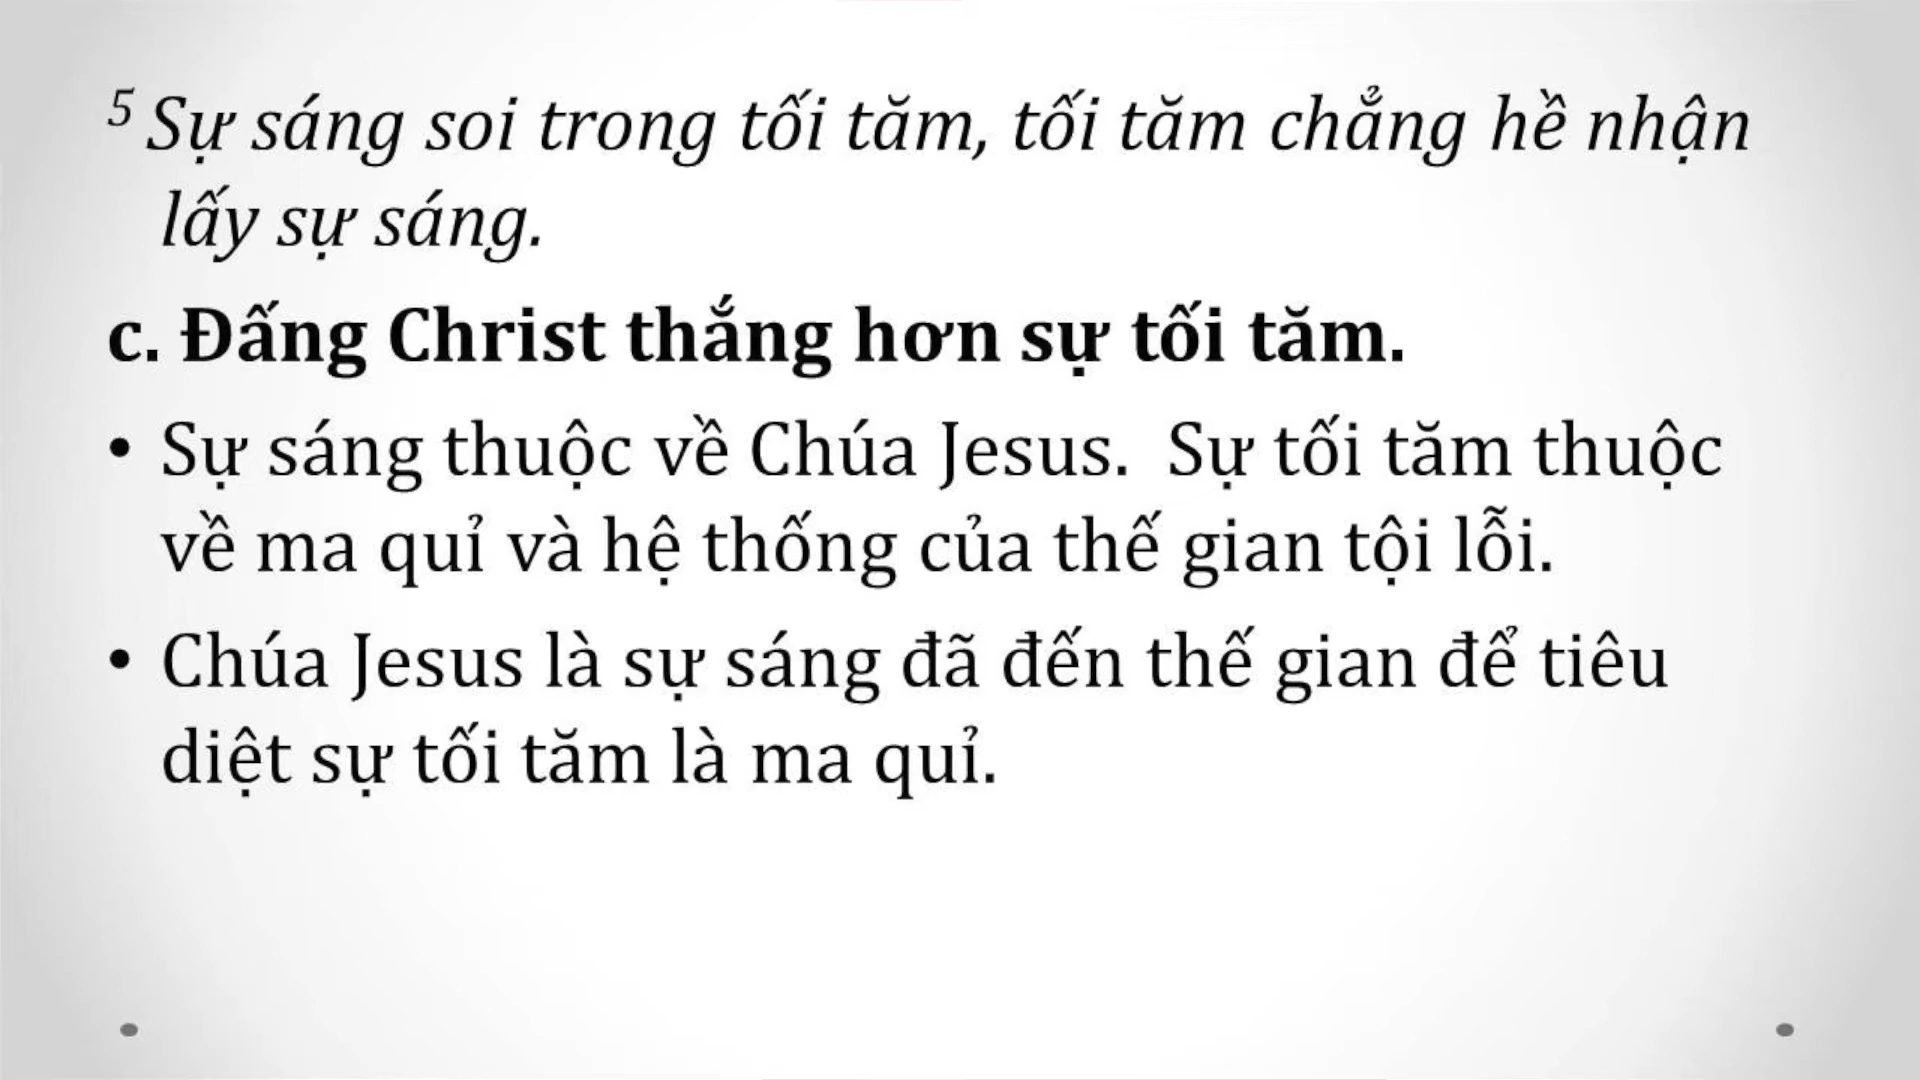 5 Sự sáng soi trong tối tăm, tối tăm chẳng hề nhận
lấy sự sáng.
c. Đấng Christ thắng hơn sự tối tăm.
• Sự sáng thuộc về Chúa Jesus.  Sự tối tăm thuộc
về ma quỉ và hệ thống của thế gian tội lỗi.
• Chúa Jesus là sự sáng đã đến thế gian để tiêu
diệt sự tối tăm là ma quỉ.